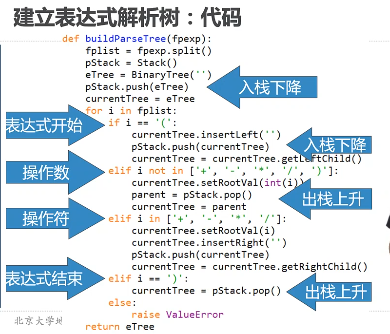 建立表达式解析树：代码
def buildParseTree(fpexp):
fplist = fpexp.split()
pStack = Stack()
eTree = BinaryTree('')
pStack.push(eTree)
入栈下降
currentTree = eTree
for i in fplist:
表达式开始
if i == '(':
currentTree.insertLeft('')
pStack.push(currentTree)
入栈下降
currentTree = currentTree.getLeftChild()
操作数
elif i not in ['+', '-', '*', '/', ')']:
currentTree.setRootVal(int(i))
parent = pStack.pop()
出栈上升
currentTree = parent
操作符
elif i in ['+', '-', '*', '/']:
currentTree.setRootVal(i)
currentTree.insertRight('')
pStack.push(currentTree)
currentTree = currentTree.getRightChild()
表达式结束
elif i == ')':
currentTree = pStack.pop()
出栈上升
else:
raise ValueError
return eTree
北京大学